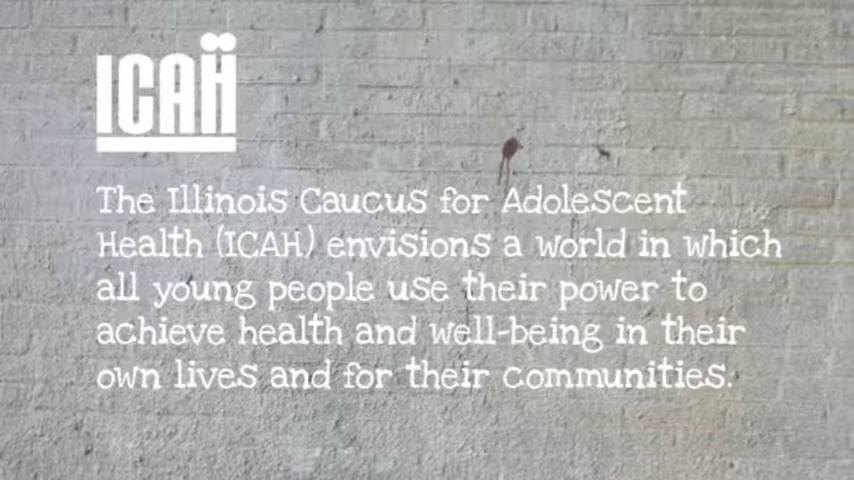 ICAH
The Illinois Caucus for Adolescent
Health (ICAH) envisions a world in which
all young people use their power to
achieve health and well-being in their
own lives and for their communities.